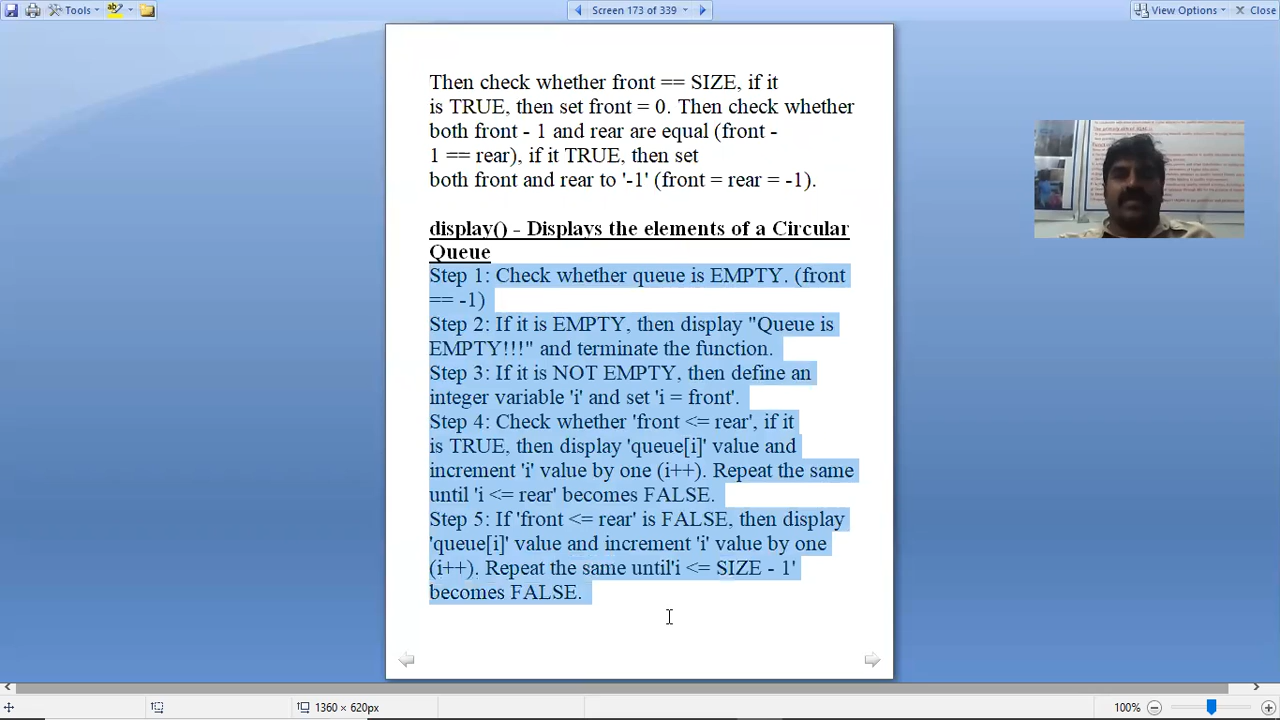 Tools
Screen 173 of 339
View Options
Close
Then check whether front == SIZE, if it
is TRUE, then set front = 0. Then check whether
both front - 1 and rear are equal (front -
1 == rear), if it TRUE, then set
both front and rear to '-1' (front = rear = -1).
display() - Displays the elements of a Circular
Queue
Step 1: Check whether queue is EMPTY. (front
== -1)
Step 2: If it is EMPTY, then display "Queue is
EMPTY!!!" and terminate the function.
Step 3: If it is NOT EMPTY, then define an
integer variable 'i' and set 'i = front'.
Step 4: Check whether 'front <= rear', if it
is TRUE, then display 'queue[i]' value and
increment 'i' value by one (i++). Repeat the same
until 'i <= rear' becomes FALSE.
Step 5: If 'front <= rear' is FALSE, then display
'queue[i]' value and increment 'i' value by one
(i++). Repeat the same until'i <= SIZE - 1'
becomes FALSE.
1360 × 620px
100%